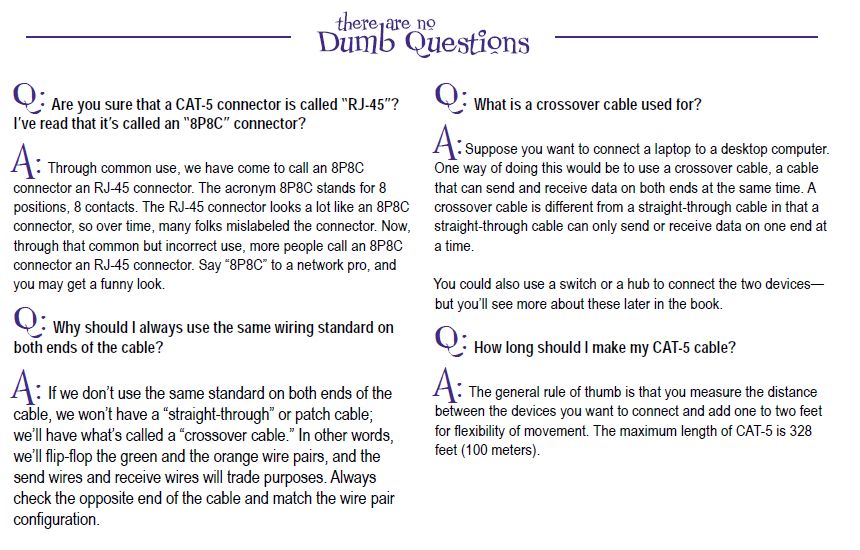 there are no
Dumb Questions
Q: Are you sure that a CAT-5 connector is called "RJ-45"?
I've read that it's called an "8P8C" connector?
A: Through common use, we have come to call an 8P8C
connector an RJ-45 connector. The acronym 8P8C stands for 8
positions, 8 contacts. The RJ-45 connector looks a lot like an 8P8C
connector, so over time, many folks mislabeled the connector. Now,
through that common but incorrect use, more people call an 8P8C
connector an RJ-45 connector. Say “8P8C” to a network pro, and
you may get a funny look.
Q: Why should I always use the same wiring standard on
both ends of the cable?
A: If we don’t use the same standard on both ends of the
cable, we won’t have a “straight-through” or patch cable;
we’ll have what’s called a “crossover cable.” In other words,
we’ll flip-flop the green and the orange wire pairs, and the
send wires and receive wires will trade purposes. Always
check the opposite end of the cable and match the wire pair
configuration.
Q: What is a crossover cable used for?
A: Suppose you want to connect a laptop to a desktop computer.
One way of doing this would be to use a crossover cable, a cable
that can send and receive data on both ends at the same time. A
crossover cable is different from a straight-through cable in that a
straight-through cable can only send or receive data on one end at
a time.
You could also use a switch or a hub to connect the two devices—
but you’ll see more about these later in the book.
Q: How long should I make my CAT-5 cable?
A: The general rule of thumb is that you measure the distance
between the devices you want to connect and add one to two feet
for flexibility of movement. The maximum length of CAT-5 is 328
feet (100 meters).